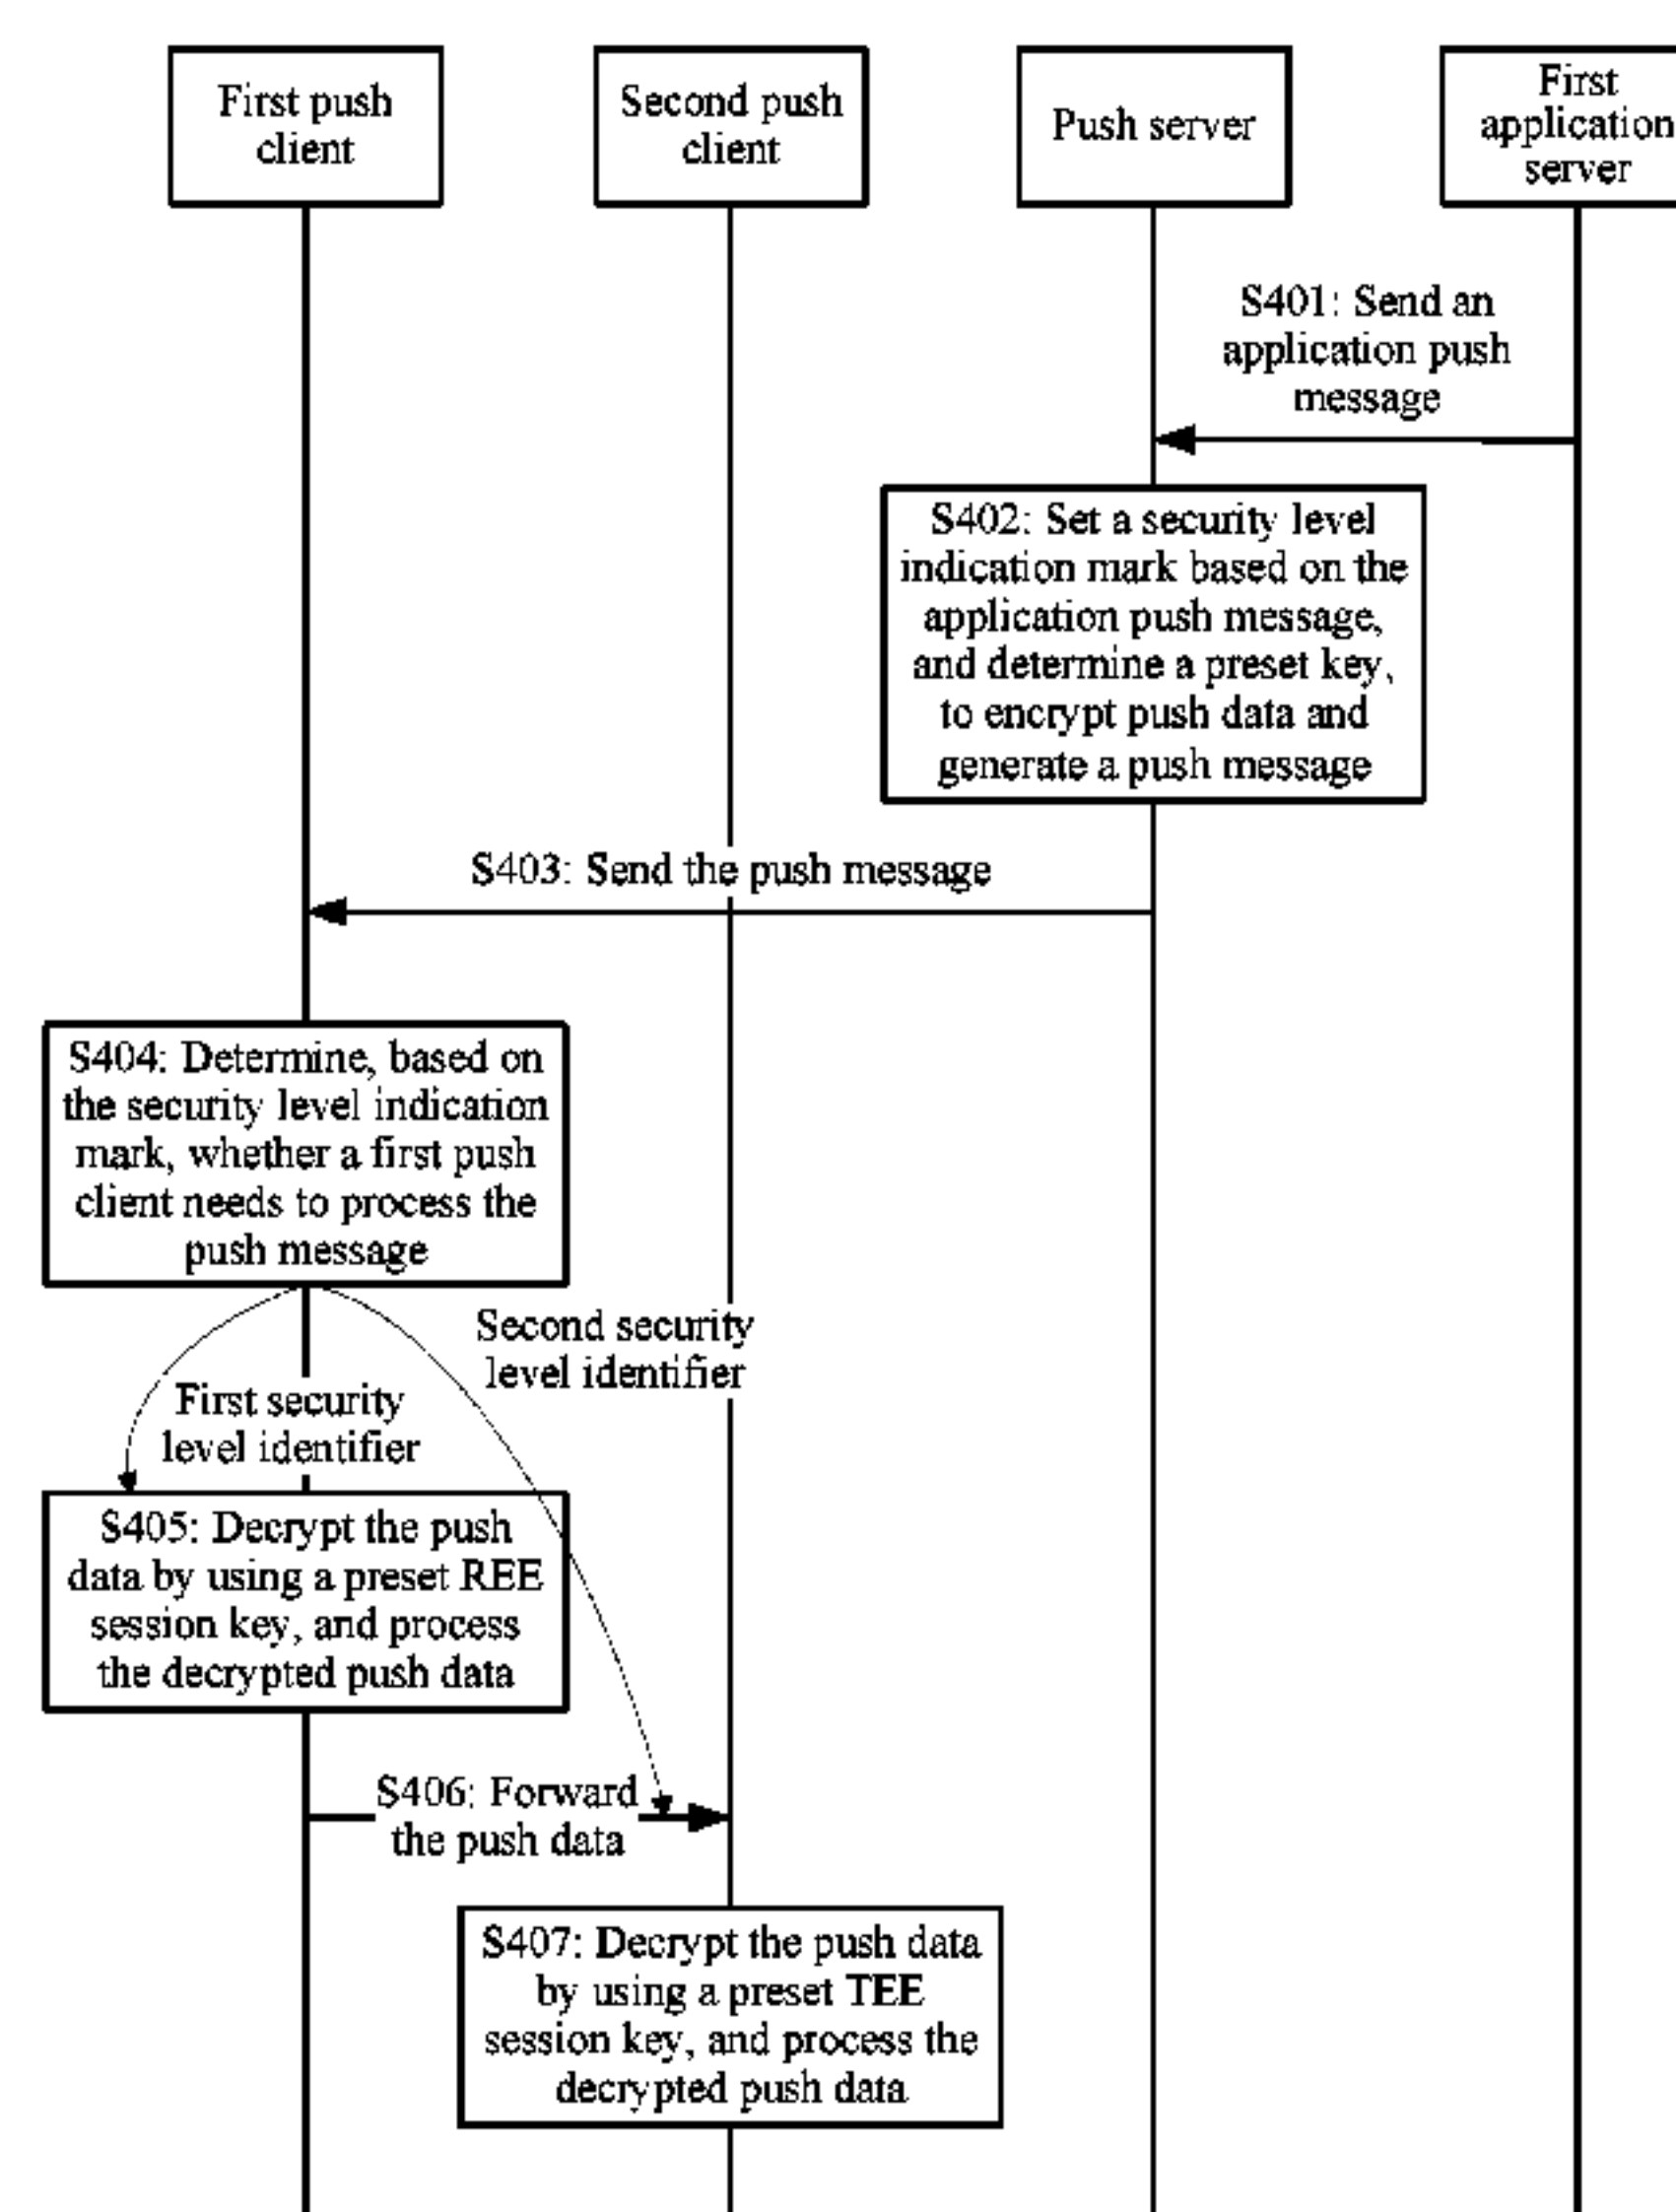 First push
client
Second push
client
Push server
First
application
server
S401: Send an
application push
message
S402: Set a security level
indication mark based on the
application push message,
and determine a preset key,
to encrypt push data and
generate a push message
S403: Send the push message
S404: Determine, based on
the security level indication
mark, whether a first push
client needs to process the
push message
Second security
level identifier
First security
level identifier
S405: Decrypt the push
data by using a preset REE
session key, and process
the decrypted push data
S406: Forward
the push data
S407: Decrypt the push data
by using a preset TEE
session key, and process the
decrypted push data